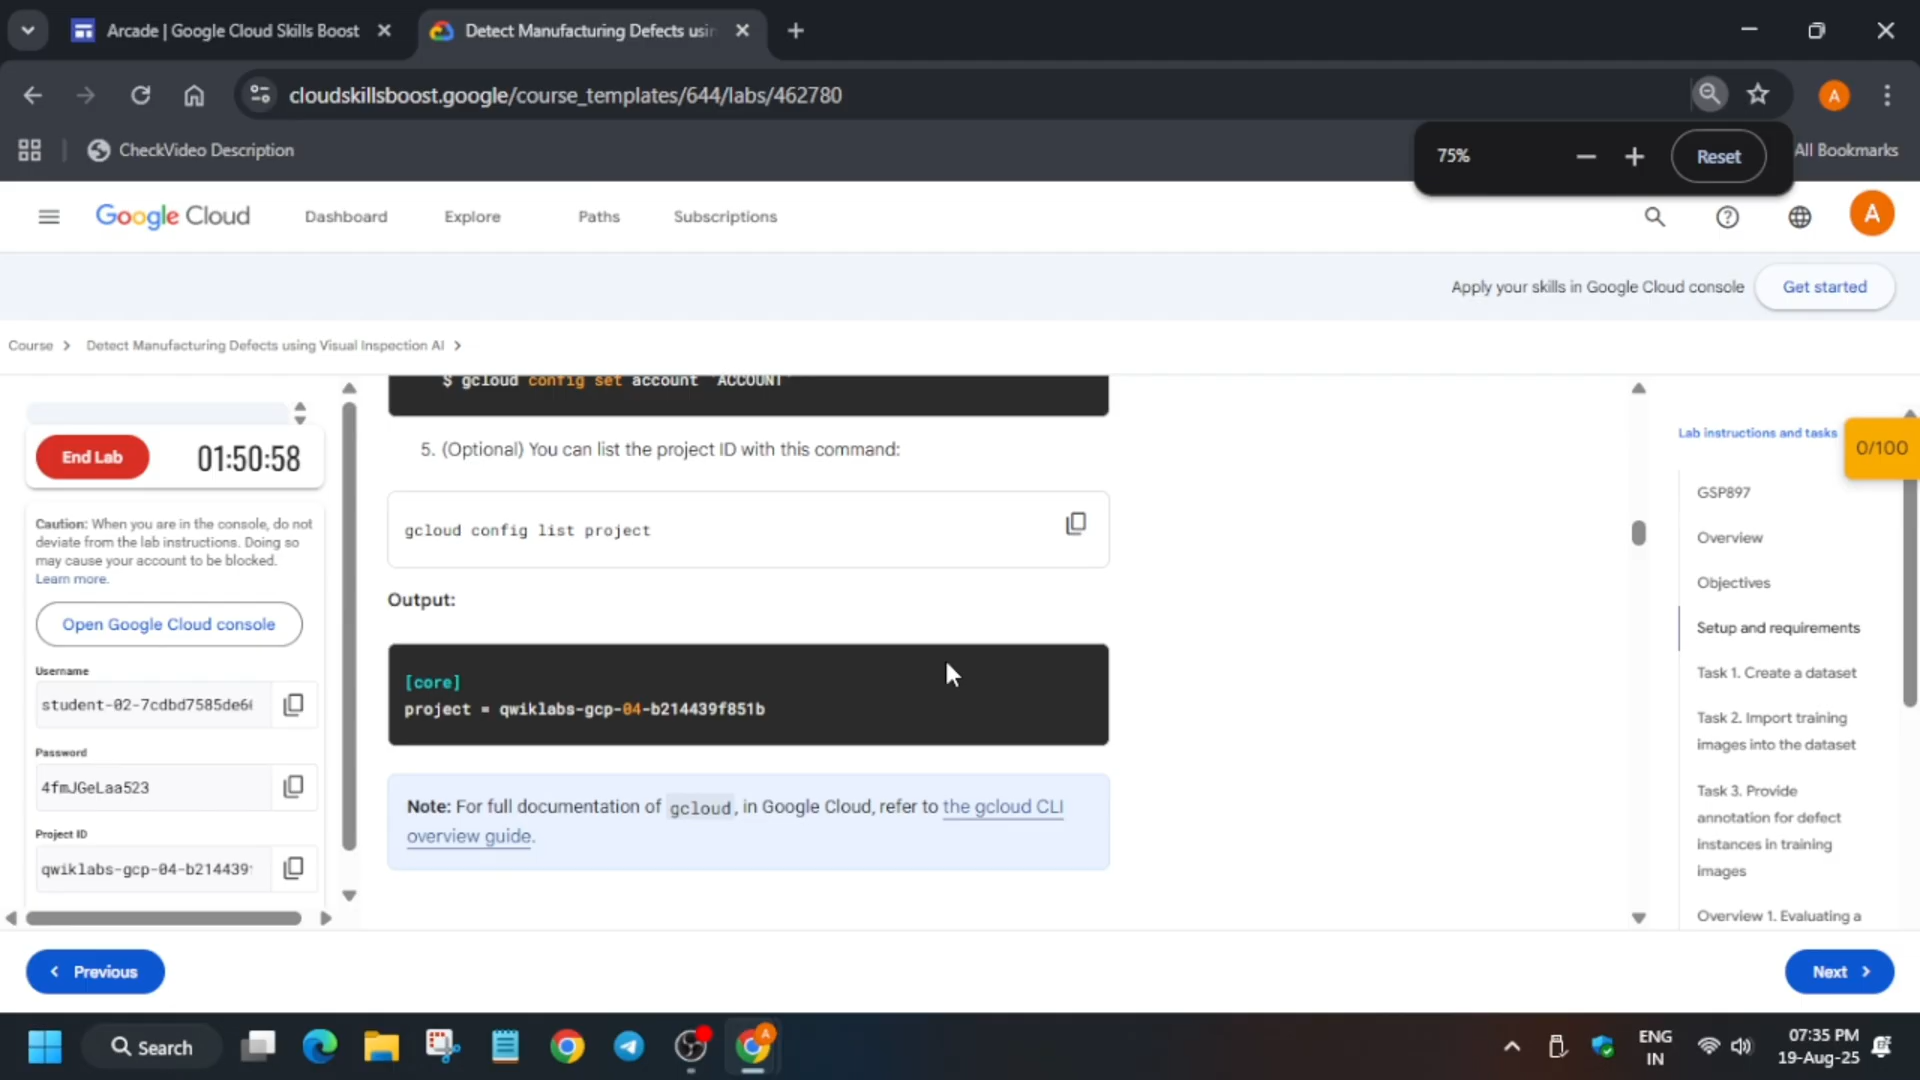 Arcade | Google Cloud Skills Boost
Detect Manufacturing Defects usin
cloudskillsboost.google/course_templates/644/labs/462780
A
CheckVideo Description
75%
Reset
All Bookmarks
Google Cloud
Dashboard
Explore
Paths
Subscriptions
A
Apply your skills in Google Cloud console
Get started
Course
Detect Manufacturing Defects using Visual Inspection AI
End Lab
01:50:58
Caution: When you are in the console, do not
deviate from the lab instructions. Doing so
may cause your account to be blocked.
Learn more.
Open Google Cloud console
Username
student-02-7cdbd7585de6
Password
4fmJGeLaa523
Project ID
qwiklabs-gcp-04-b214439
$ gcloud config set account `ACCOUNT`
5. (Optional) You can list the project ID with this command:
gcloud config list project
Output:
[core]
project = qwiklabs-gcp-04-b214439f851b
Note: For full documentation of gcloud, in Google Cloud, refer to the gcloud CLI
overview guide.
Lab instructions and tasks
0/100
GSP897
Overview
Objectives
Setup and requirements
Task 1. Create a dataset
Task 2. Import training
images into the dataset
Task 3. Provide
annotation for defect
instances in training
images
Overview 1. Evaluating a
Previous
Next
Search
A
ENG
IN
07:35 PM
19-Aug-25